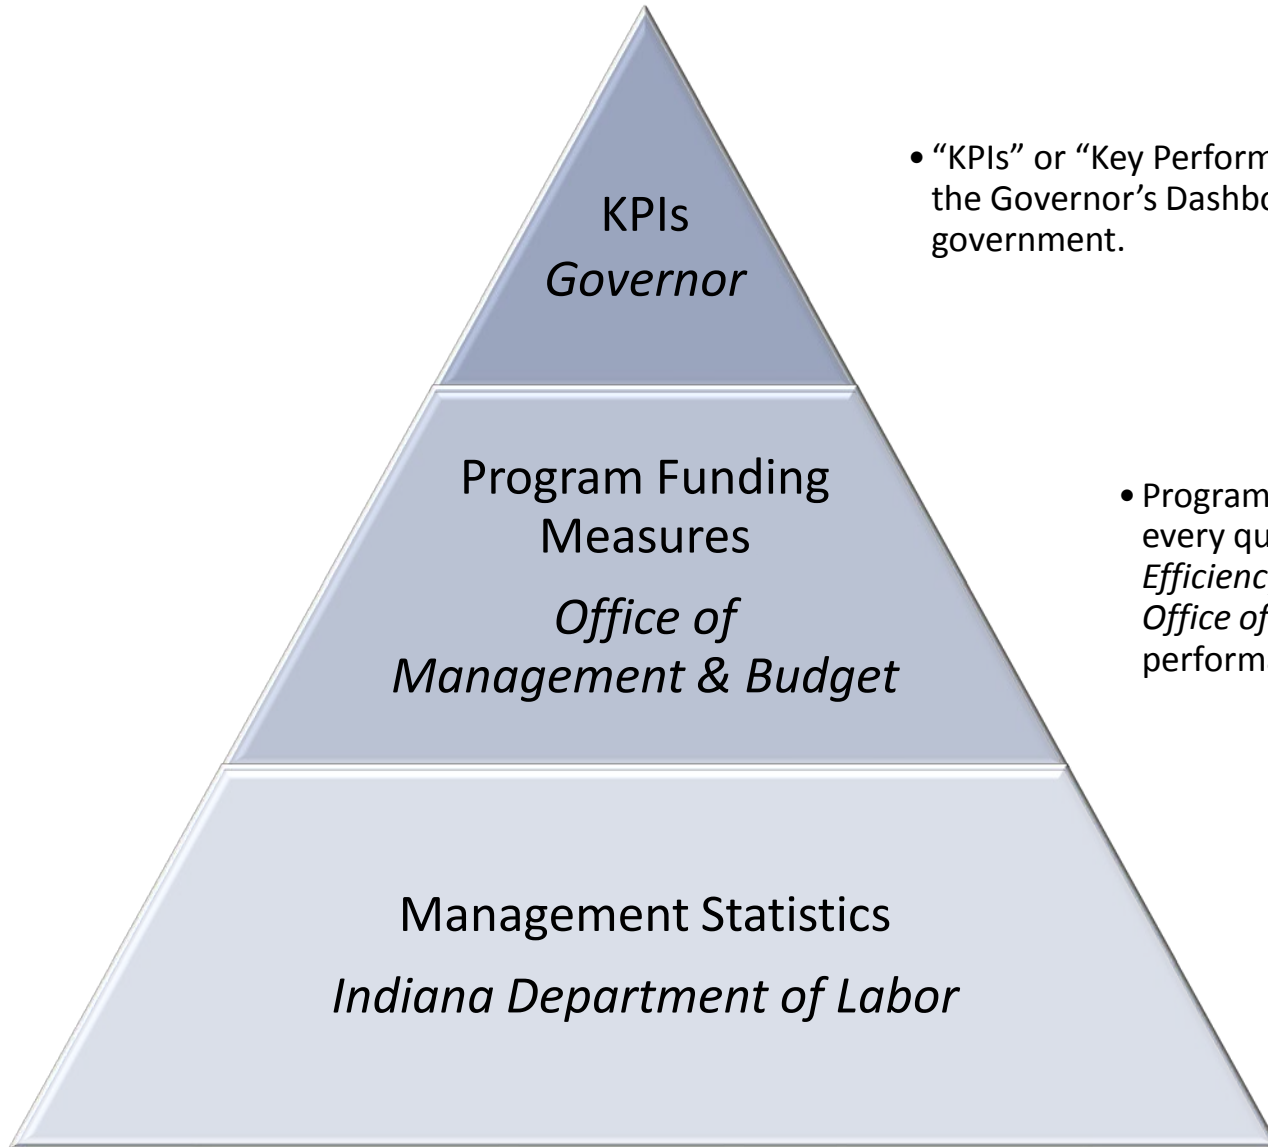 KPIs
Governor
• “KPIs” or “Key Perform
the Governor’s Dashbo
government.
Program Funding
Measures
Office of
Management & Budget
• Program
every qu
Efficienc
Office of
performa
Management Statistics
Indiana Department of Labor